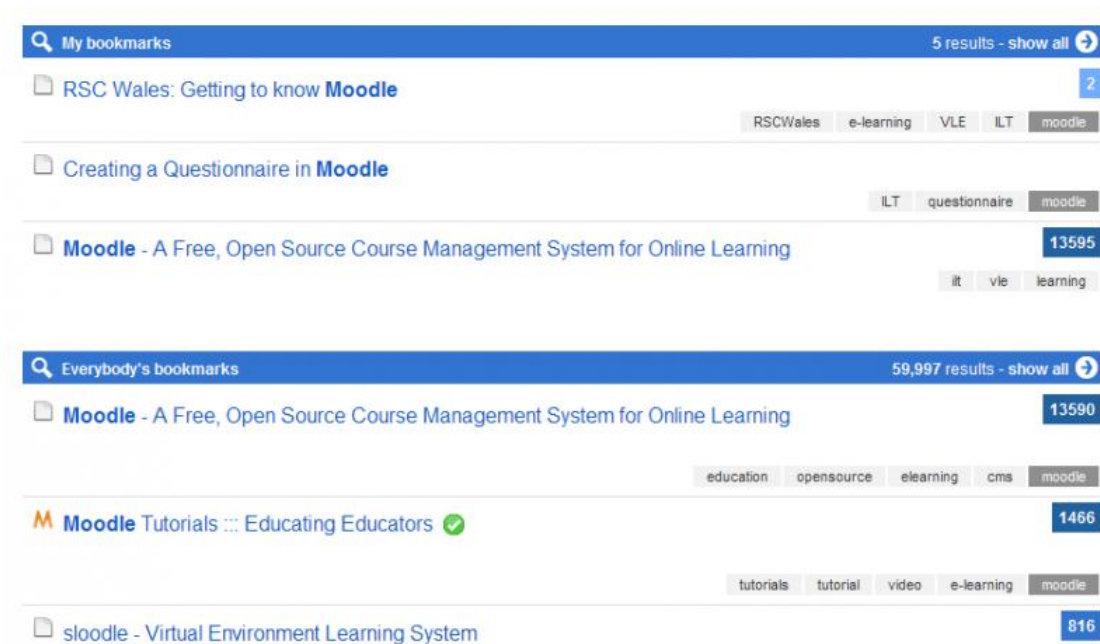 My bookmarks 5 results - show all
RSC Wales: Getting to know Moodle 2
RSCWales e-learning VLE ILT moodle
Creating a Questionnaire in Moodle
ILT questionnaire moodle
Moodle - A Free, Open Source Course Management System for Online Learning 13595
ilt vle learning
Everybody's bookmarks 59,997 results - show all
Moodle - A Free, Open Source Course Management System for Online Learning 13590
education opensource elearning cms moodle
Moodle Tutorials ::: Educating Educators 1466
tutorials tutorial video e-learning moodle
sloodle - Virtual Environment Learning System 816